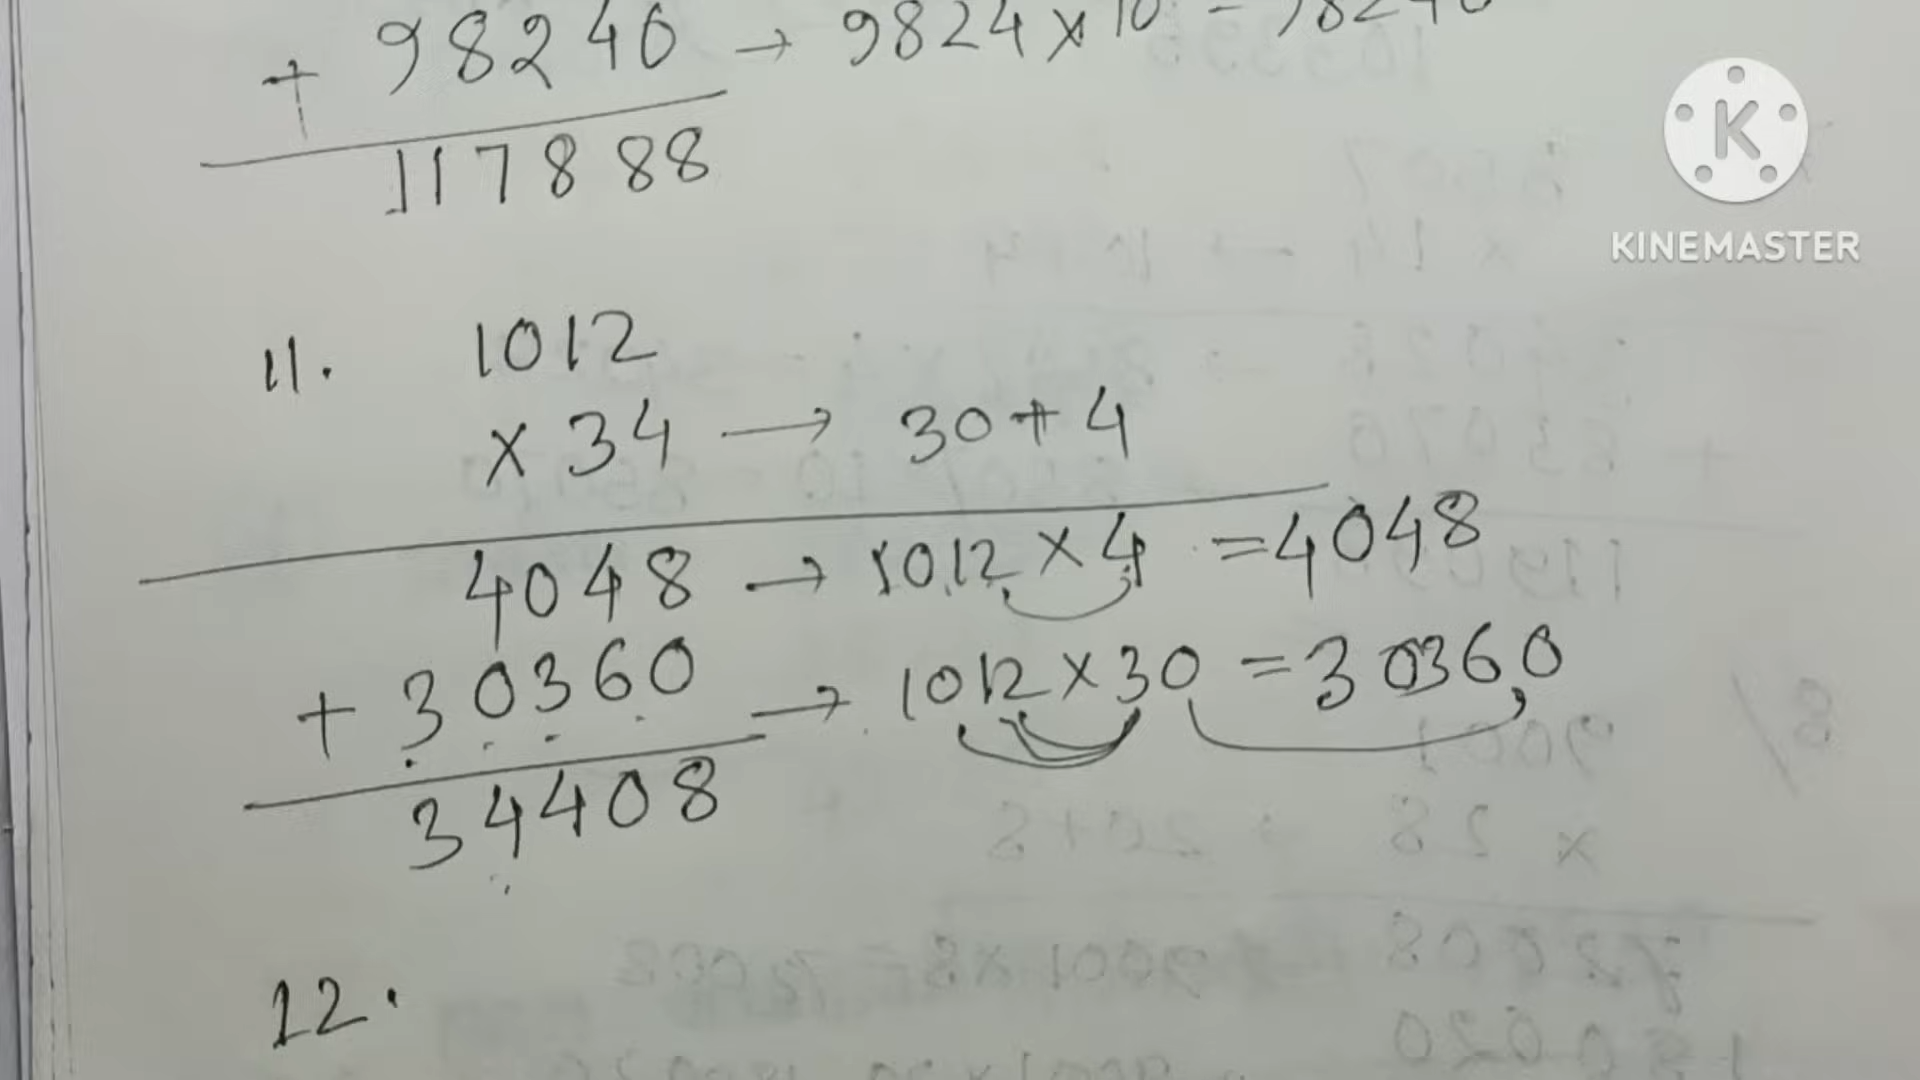 + 98240 → 9824 × 10 = 98240
117888
KINEMASTER
11. 1012
× 34 → 30 + 4
4048 → 1012 × 4 = 4048
+ 30360 → 1012 × 30 = 30360
34408
12.